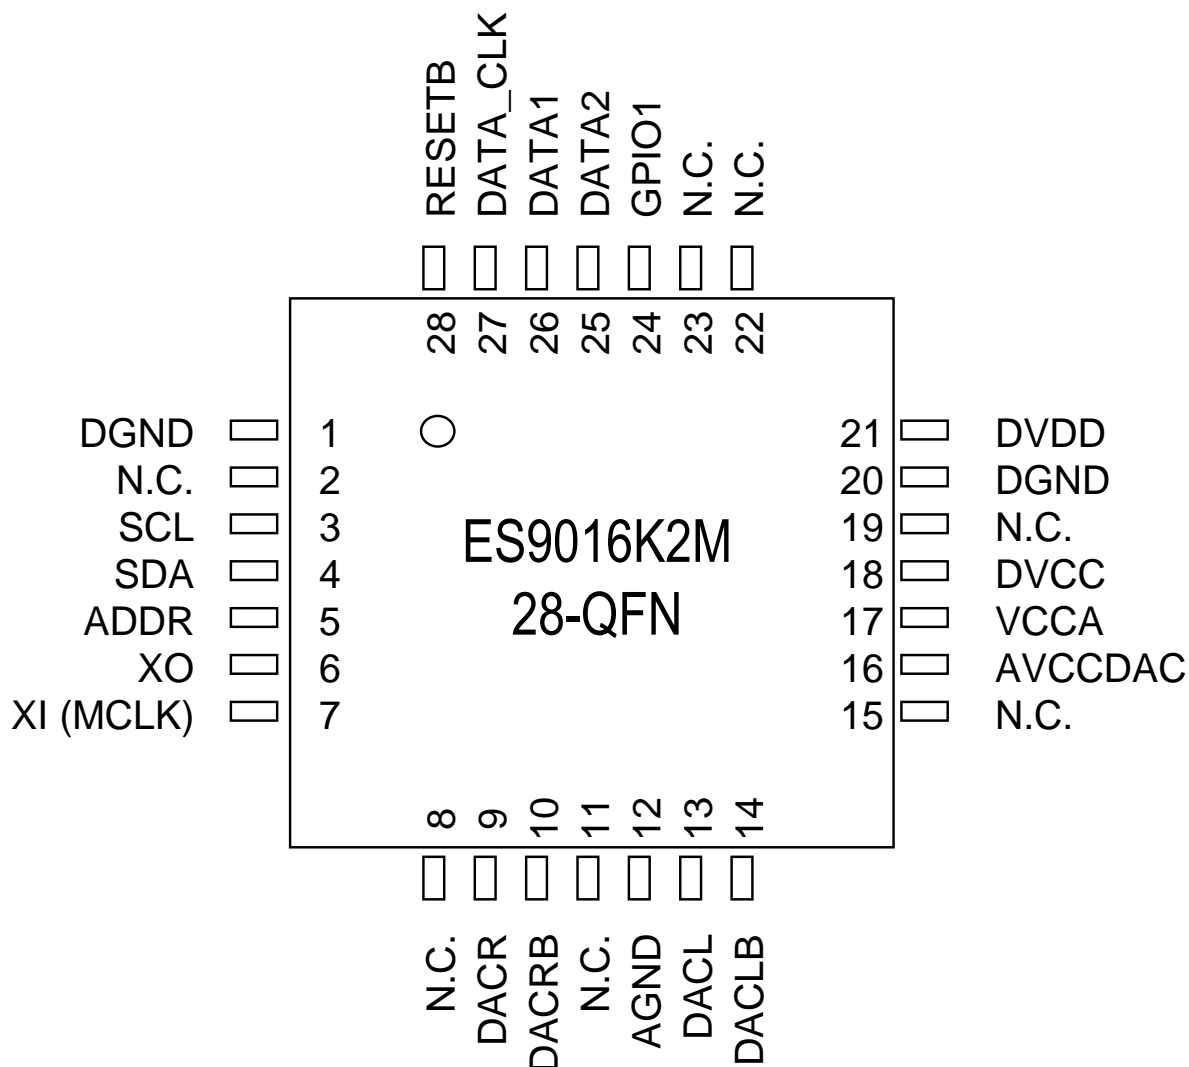 RESETB
DATA_CLK
DATA1
DATA2
GPIO1
N.C.
N.C.
28
27
26
25
24
23
22
DGND 1
N.C. 2
SCL 3
SDA 4
ADDR 5
XO 6
XI (MCLK) 7
ES9016K2M
28-QFN
21 DVDD
20 DGND
19 N.C.
18 DVCC
17 VCCA
16 AVCCDAC
15 N.C.
8
9
10
11
12
13
14
N.C.
DACR
DACRB
N.C.
AGND
DACL
DACLB